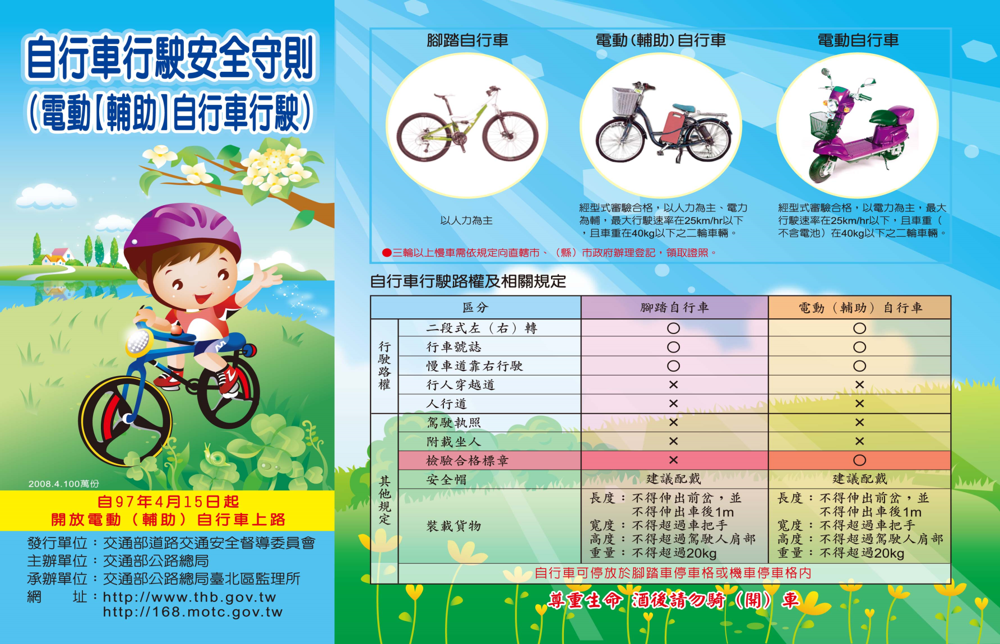 自行車行駛安全守則
（電動【輔助】自行車行駛）
2008.4.100萬份
自97年4月15日起
開放電動（輔助）自行車上路
發行單位：交通部道路交通安全督導委員會
主辦單位：交通部公路總局
承辦單位：交通部公路總局臺北區監理所
網　　址：http://www.thb.gov.tw
http://168.motc.gov.tw
腳踏自行車
以人力為主
電動（輔助）自行車
經型式審驗合格，以人力為主、電力
為輔，最大行駛速率在25km/hr以下
，且車重在40kg以下之二輪車輛。
電動自行車
經型式審驗合格，以電力為主，最大
行駛速率在25km/hr以下，且車重（
不含電池）在40kg以下之二輪車輛。
●三輪以上慢車需依規定向直轄市、（縣）市政府辦理登記，領取證照。
自行車行駛路權及相關規定
區分 腳踏自行車 電動（輔助）自行車
行駛路權
二段式左（右）轉 ○ ○
行車號誌 ○ ○
慢車道靠右行駛 ○ ○
行人穿越道 × ×
人行道 × ×
其他規定
駕駛執照 × ×
附載坐人 × ×
檢驗合格標章 × ○
安全帽 建議配戴 建議配戴
裝載貨物
長度：不得伸出前岔，並
不得伸出車後1m
寬度：不得超過車把手
高度：不得超過駕駛人肩部
重量：不得超過20kg
長度：不得伸出前岔，並
不得伸出車後1m
寬度：不得超過車把手
高度：不得超過駕駛人肩部
重量：不得超過20kg
自行車可停放於腳踏車停車格或機車停車格內
尊重生命 酒後請勿騎（開）車